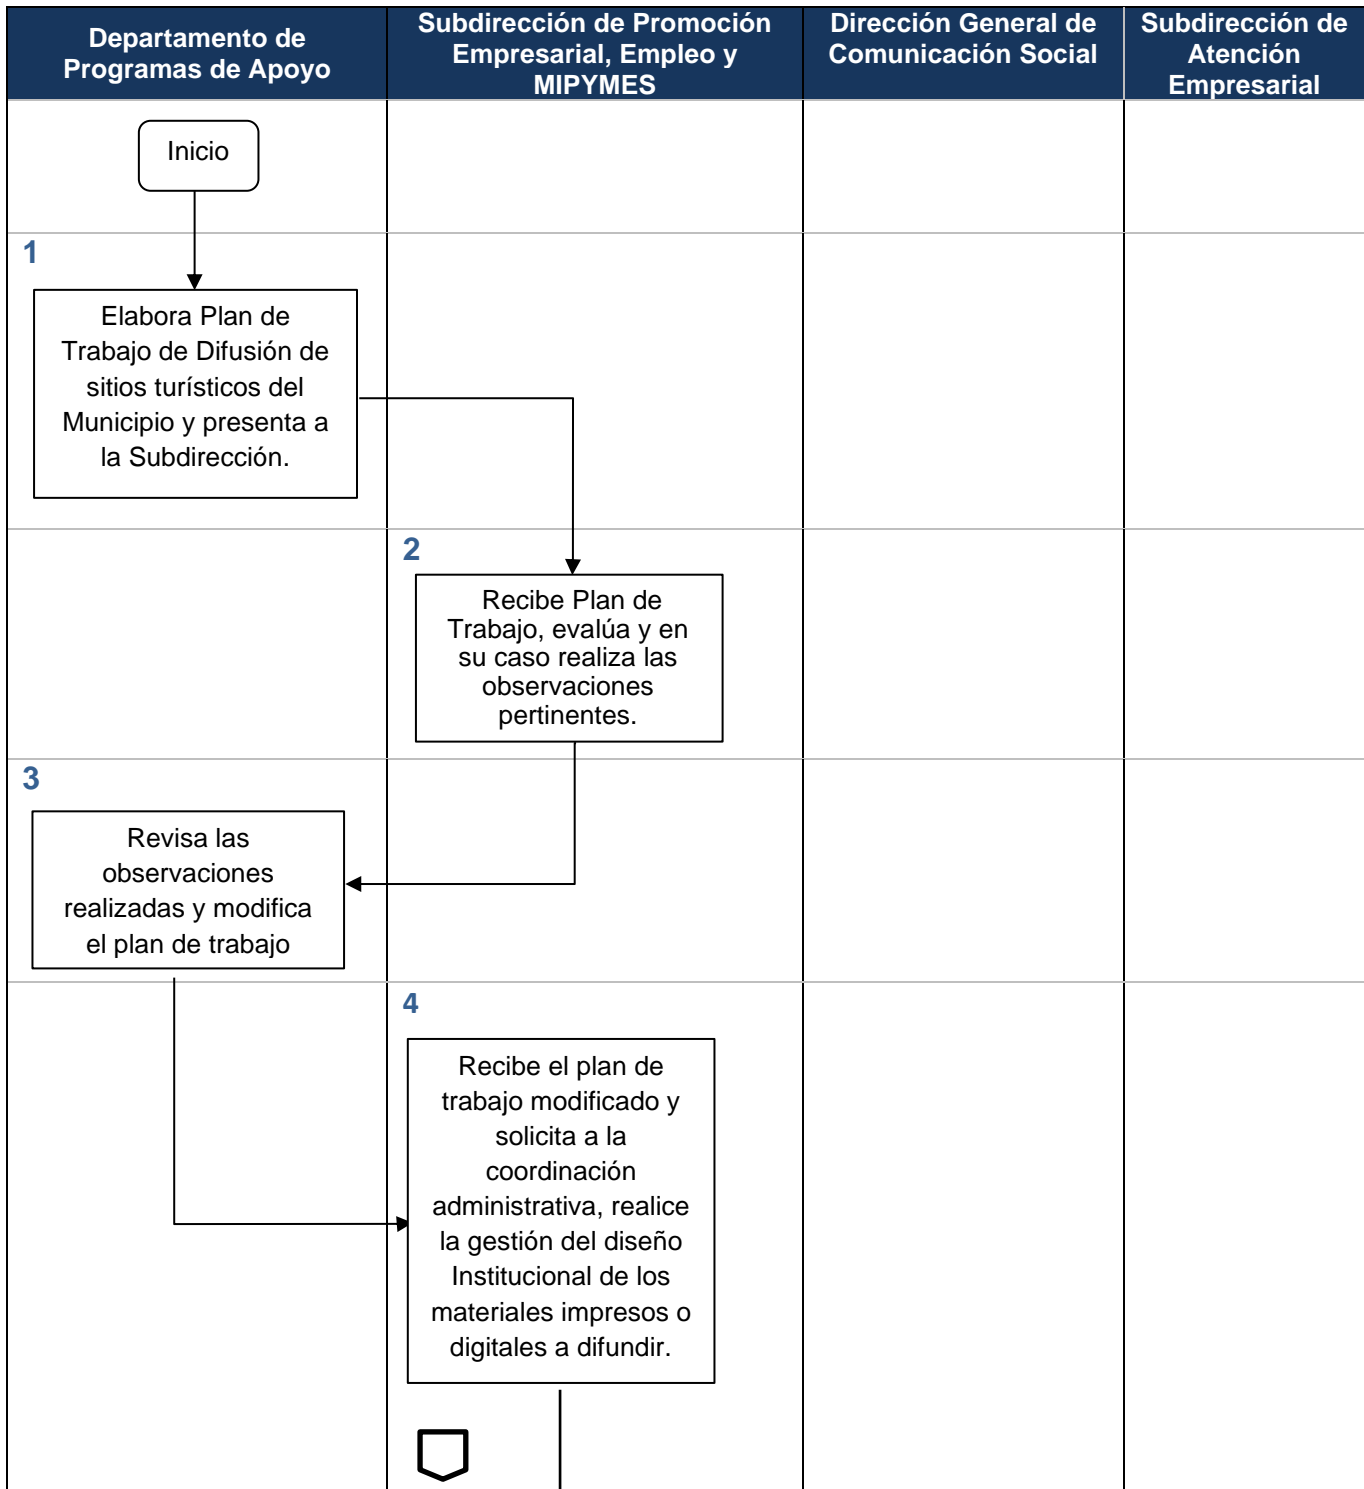 Departamento de
Programas de Apoyo
Subdirección de Promoción
Empresarial, Empleo y
MIPYMES
Dirección General de
Comunicación Social
Subdirección de
Atención
Empresarial
Inicio
1
Elabora Plan de
Trabajo de Difusión de
sitios turísticos del
Municipio y presenta a
la Subdirección.
2
Recibe Plan de
Trabajo, evalúa y en
su caso realiza las
observaciones
pertinentes.
3
Revisa las
observaciones
realizadas y modifica
el plan de trabajo
4
Recibe el plan de
trabajo modificado y
solicita a la
coordinación
administrativa, realice
la gestión del diseño
Institucional de los
materiales impresos o
digitales a difundir.